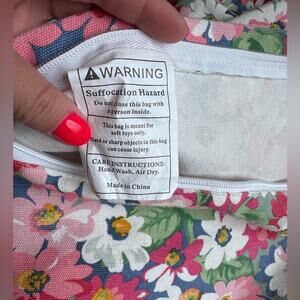 ⚠WARNING
Suffocation Hazard
Do not close this bag with
a person inside.
This bag is meant for
soft toys only.
or sharp objects in this bag
can cause injury.
CARE INSTRUCTIONS:
Hand Wash, Air Dry.
Made in China